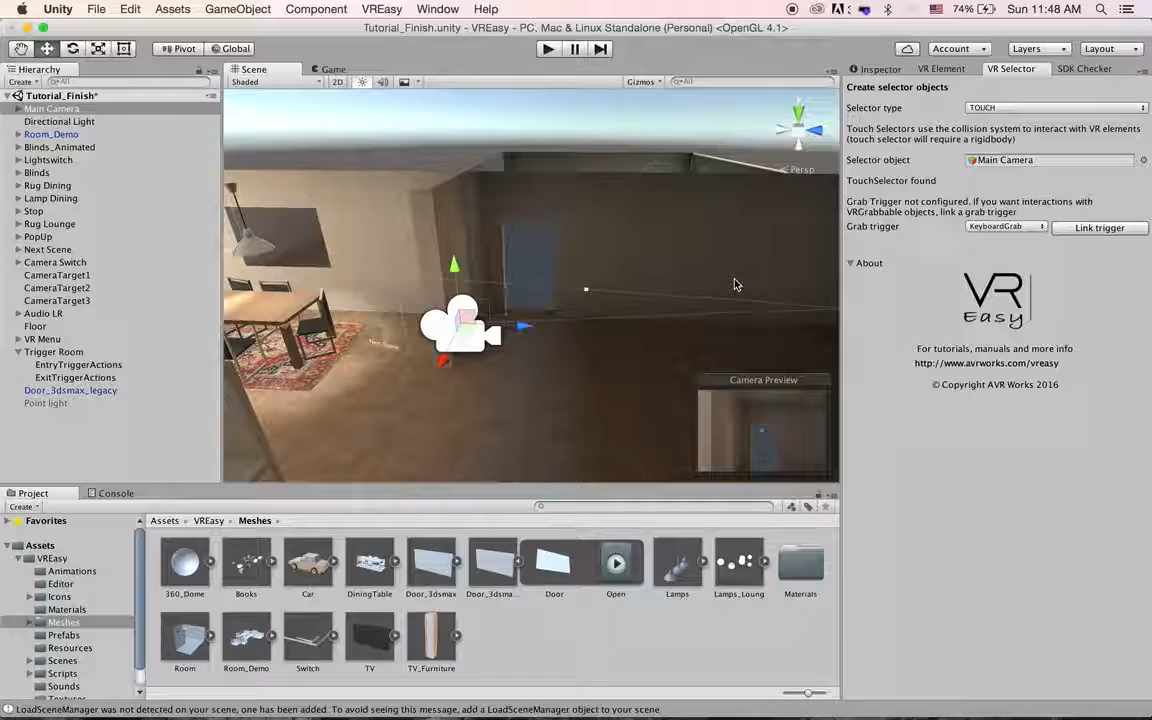 Unity File Edit Assets GameObject Component VREasy Window Help 74% Sun 11:48 AM
Tutorial_Finish.unity - VREasy - PC, Mac & Linux Standalone (Personal) <OpenGL 4.1>
Pivot Global Account Layers Layout
Hierarchy Scene Game Inspector VR Element VR Selector SDK Checker
Create All Shaded 2D Gizmos All
Create selector objects
Tutorial_Finish*
Main Camera
Directional Light
Room_Demo
Blinds_Animated
Lightswitch
Blinds
Rug Dining
Lamp Dining
Stop
Rug Lounge
PopUp
Next Scene
Camera Switch
CameraTarget1
CameraTarget2
CameraTarget3
Audio LR
Floor
VR Menu
Trigger Room
EntryTriggerActions
ExitTriggerActions
Door_3dsmax_legacy
Point light
Persp
Camera Preview
Selector type TOUCH
Touch Selectors use the collision system to interact with VR elements
(touch selector will require a rigidbody)
Selector object Main Camera
TouchSelector found
Grab Trigger not configured. if you want interactions with
VRGrabbable objects, link a grab trigger
Grab trigger KeyboardGrab Link trigger
About
VR
Easy
For tutorials, manuals and more info
http://www.avrworks.com/vreasy
© Copyright AVR Works 2016
Project Console
Create
Favorites
Assets
VREasy
Animations
Editor
Icons
Materials
Meshes
Prefabs
Resources
Scenes
Scripts
Sounds
Textures
Assets VREasy Meshes
360_Dome Books Car DiningTable Door_3dsmax Door_3dsma... Door Open Lamps Lamps_Loung Materials
Room Room_Demo Switch TV TV_Furniture
LoadSceneManager was not detected on your scene, one has been added. To avoid seeing this message, add a LoadSceneManager object to your scene